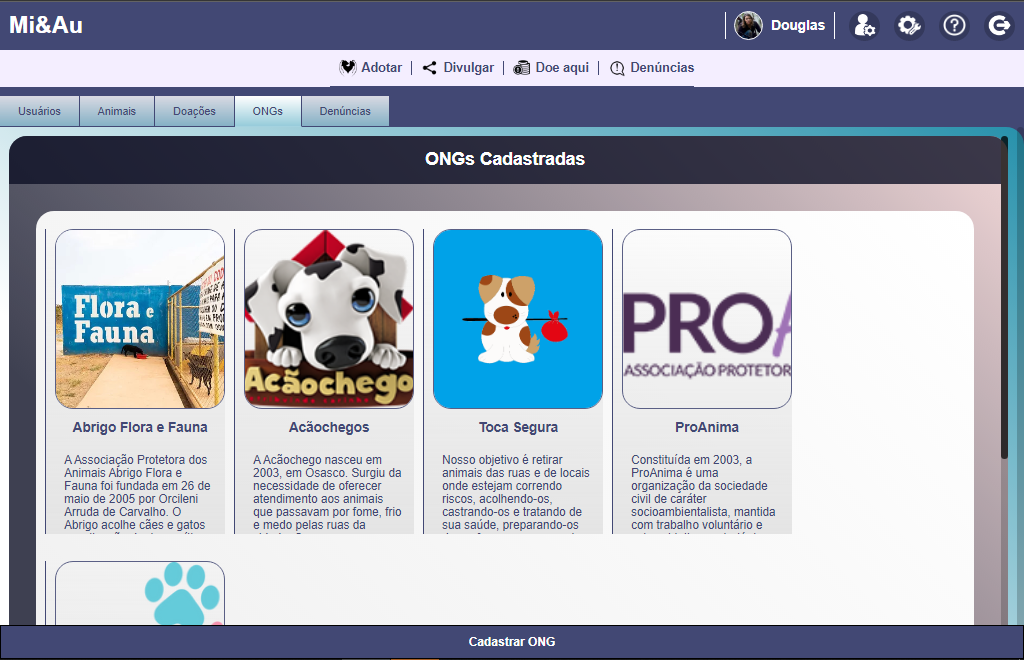 Mi&Au
Douglas
Adotar | Divulgar | Doe aqui | Denúncias
Usuários
Animais
Doações
ONGs
Denúncias
ONGs Cadastradas
Flora e
Fauna
Abrigo Flora e Fauna
A Associação Protetora dos
Animais Abrigo Flora e
Fauna foi fundada em 26 de
maio de 2005 por Orcileni
Arruda de Carvalho. O
Abrigo acolhe cães e gatos
Acãochego
Acãochegos
A Acãochego nasceu em
2003, em Osasco. Surgiu da
necessidade de oferecer
atendimento aos animais
que passavam por fome, frio
e medo pelas ruas da
Toca Segura
Nosso objetivo é retirar
animais das ruas e de locais
onde estejam correndo
riscos, acolhendo-os,
castrando-os e tratando de
sua saúde, preparando-os
PROA
ASSOCIAÇÃO PROTETOR
ProAnima
Constituída em 2003, a
ProAnima é uma
organização da sociedade
civil de caráter
socioambientalista, mantida
com trabalho voluntário e
Cadastrar ONG